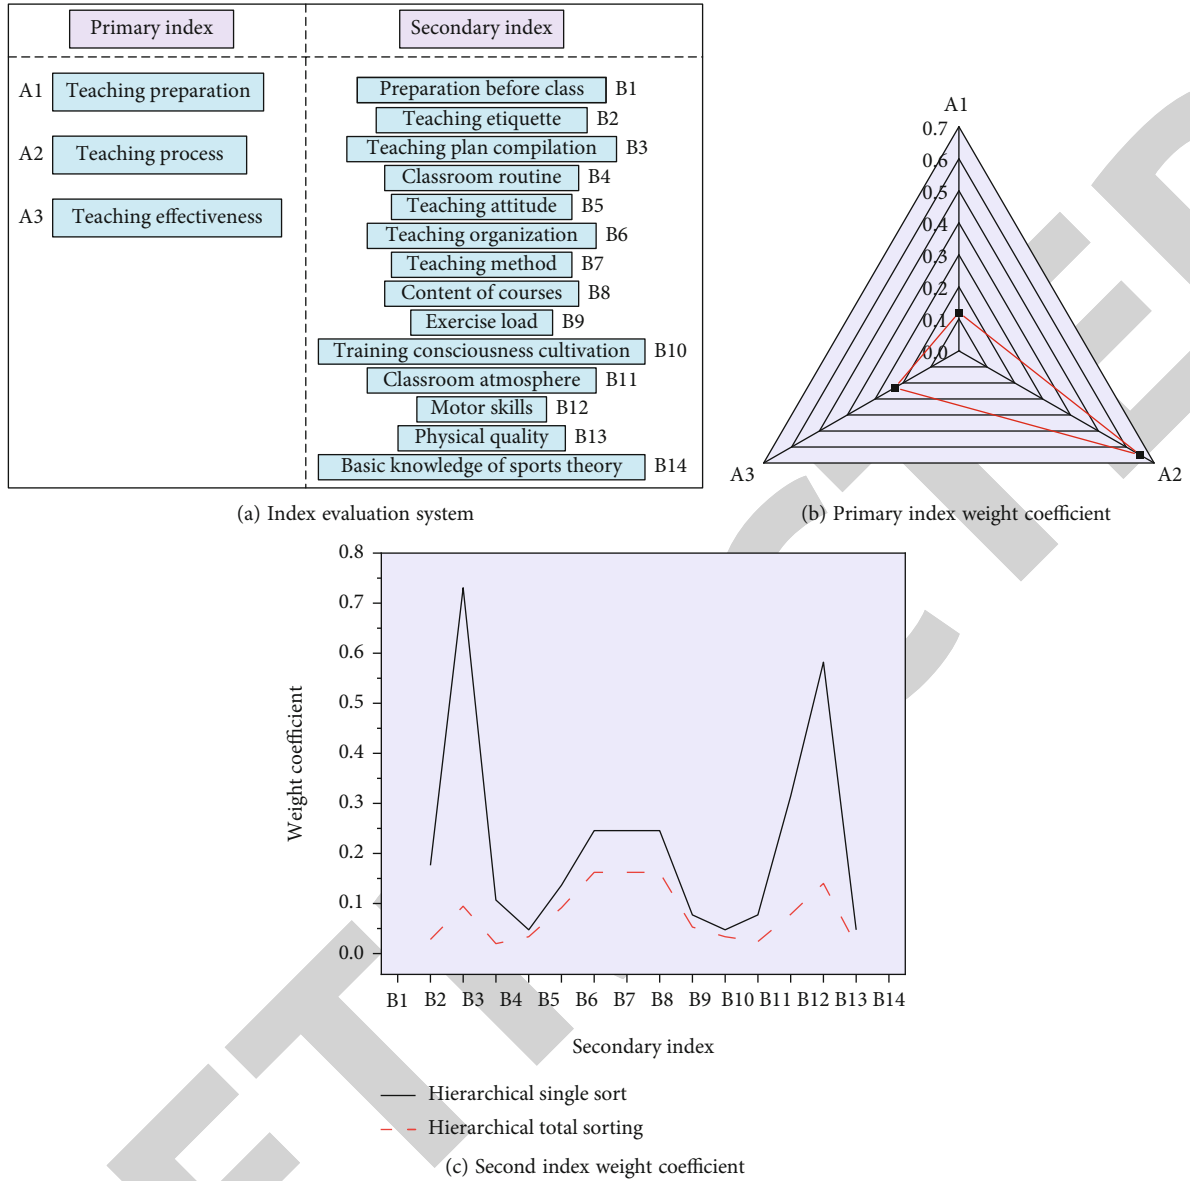 Primary index
Secondary index
A1 Teaching preparation
A2 Teaching process
A3 Teaching effectiveness
Preparation before class B1
Teaching etiquette B2
Teaching plan compilation B3
Classroom routine B4
Teaching attitude B5
Teaching organization B6
Teaching method B7
Content of courses B8
Exercise load B9
Training consciousness cultivation B10
Classroom atmosphere B11
Motor skills B12
Physical quality B13
Basic knowledge of sports theory B14
(a) Index evaluation system
A1
0.7
0.6
0.5
0.4
0.3
0.2
0.1
0.0
A3
A2
(b) Primary index weight coefficient
0.8
0.7
0.6
0.5
0.4
0.3
0.2
0.1
0.0
Weight coefficient
B1 B2 B3 B4 B5 B6 B7 B8 B9 B10 B11 B12 B13 B14
Secondary index
Hierarchical single sort
Hierarchical total sorting
(c) Second index weight coefficient